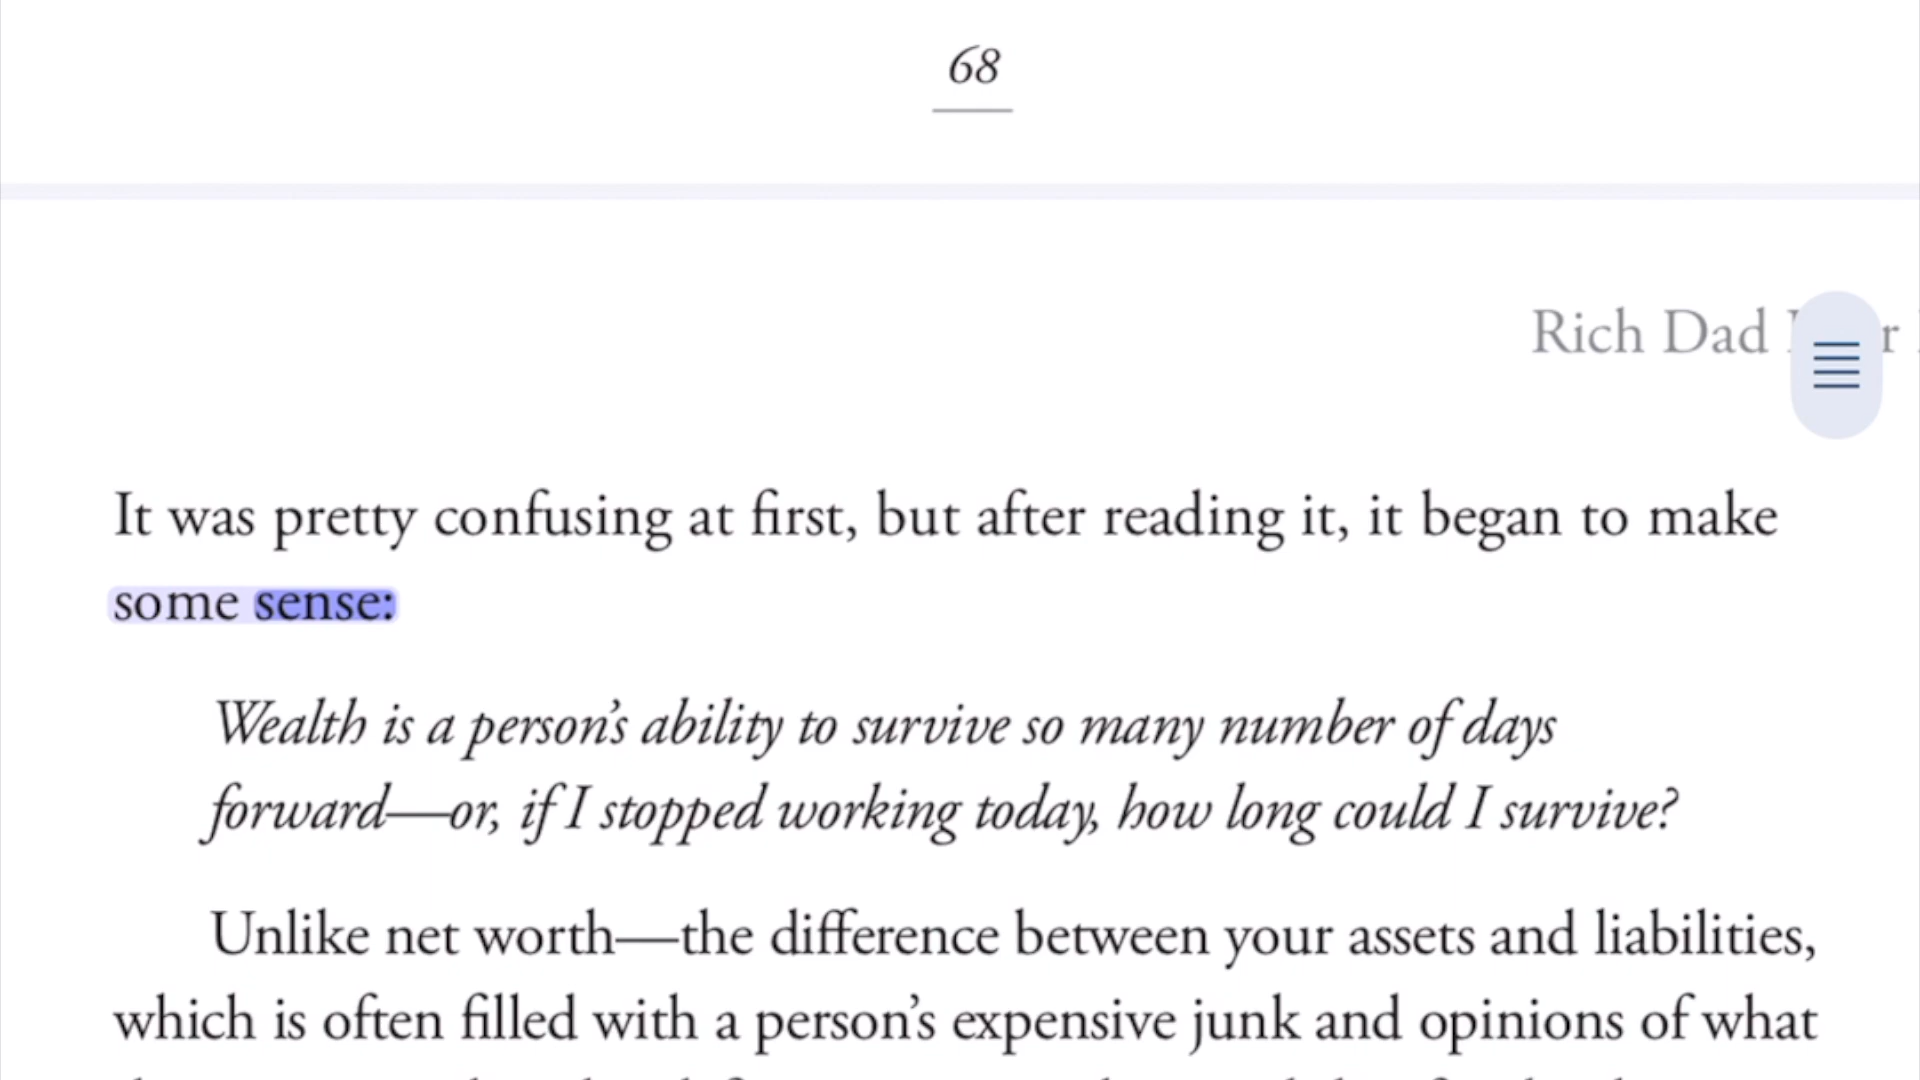 68
Rich Dad
It was pretty confusing at first, but after reading it, it began to make
some sense:
Wealth is a person’s ability to survive so many number of days
forward—or, if I stopped working today, how long could I survive?
Unlike net worth—the difference between your assets and liabilities,
which is often filled with a person’s expensive junk and opinions of what